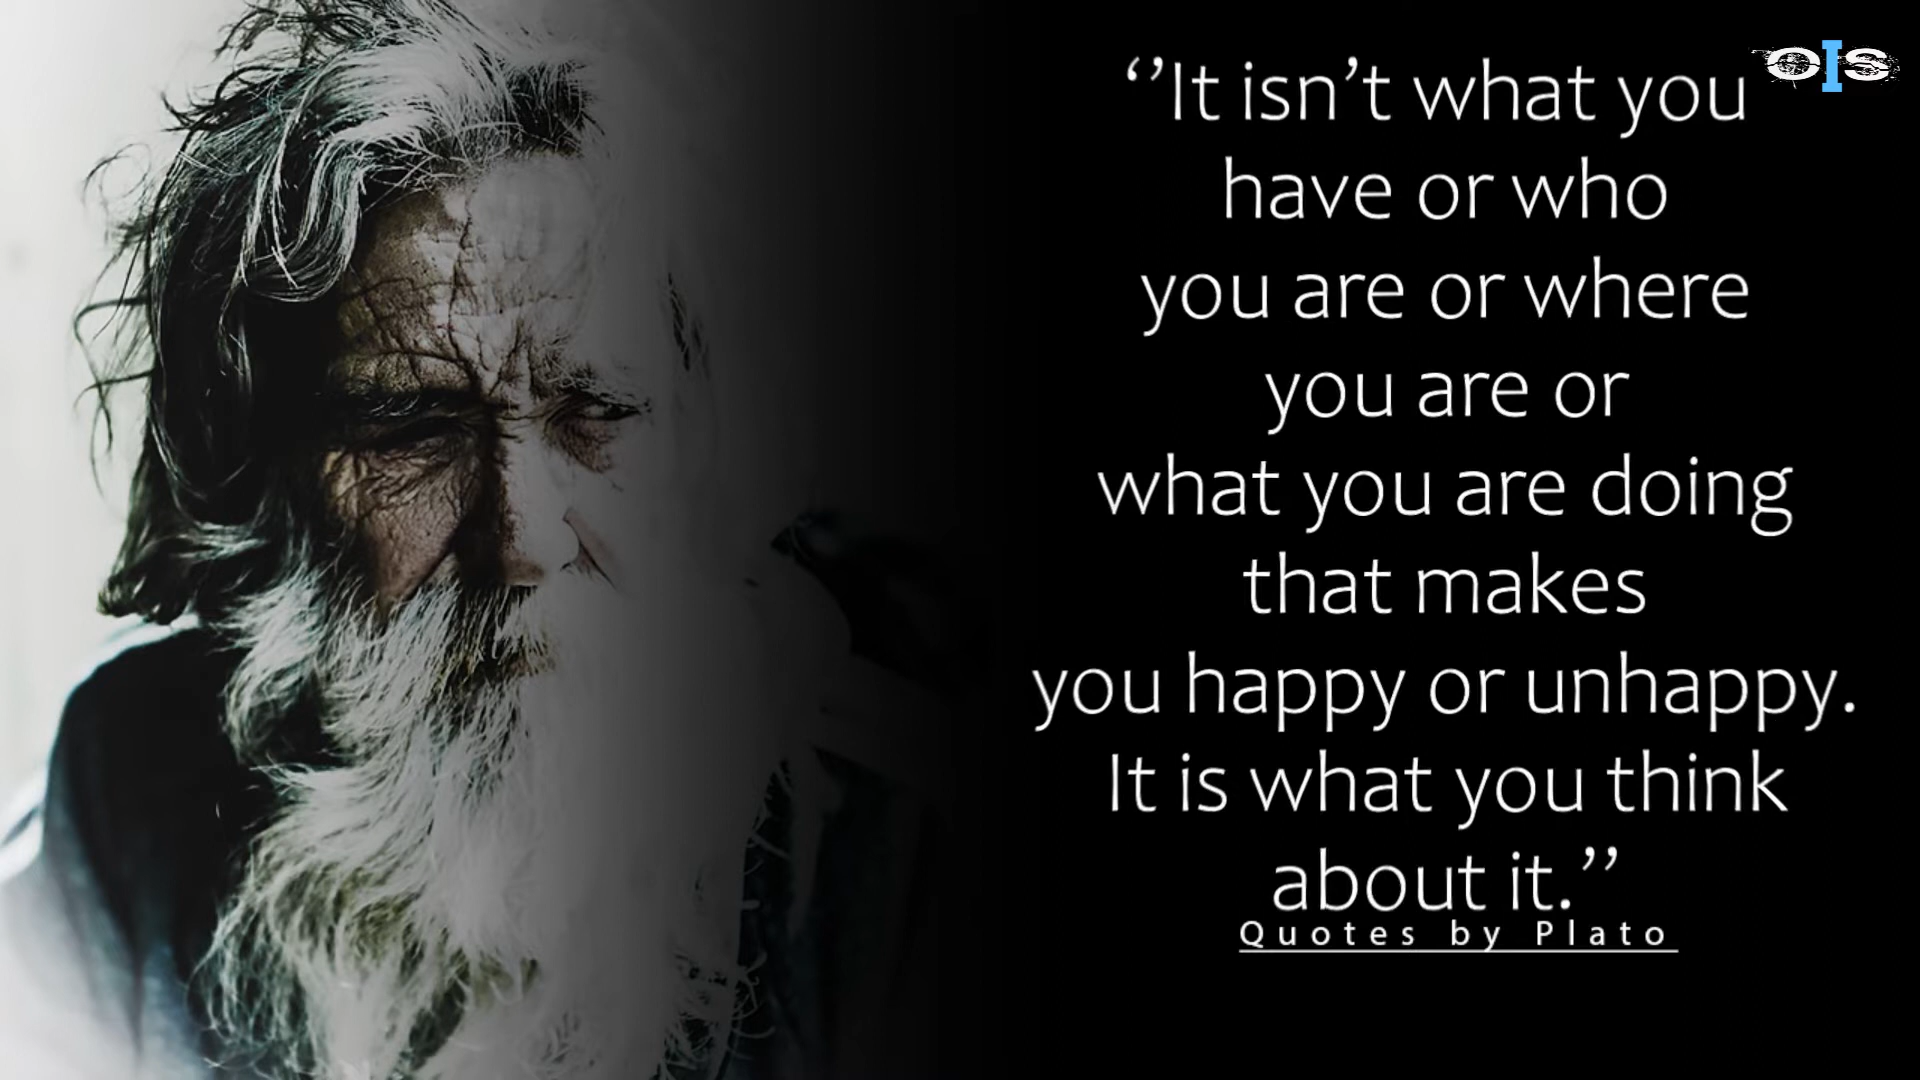 ‘’It isn’t what you
have or who
you are or where
you are or
what you are doing
that makes
you happy or unhappy.
It is what you think
about it.’’
Quotes by Plato
OIS